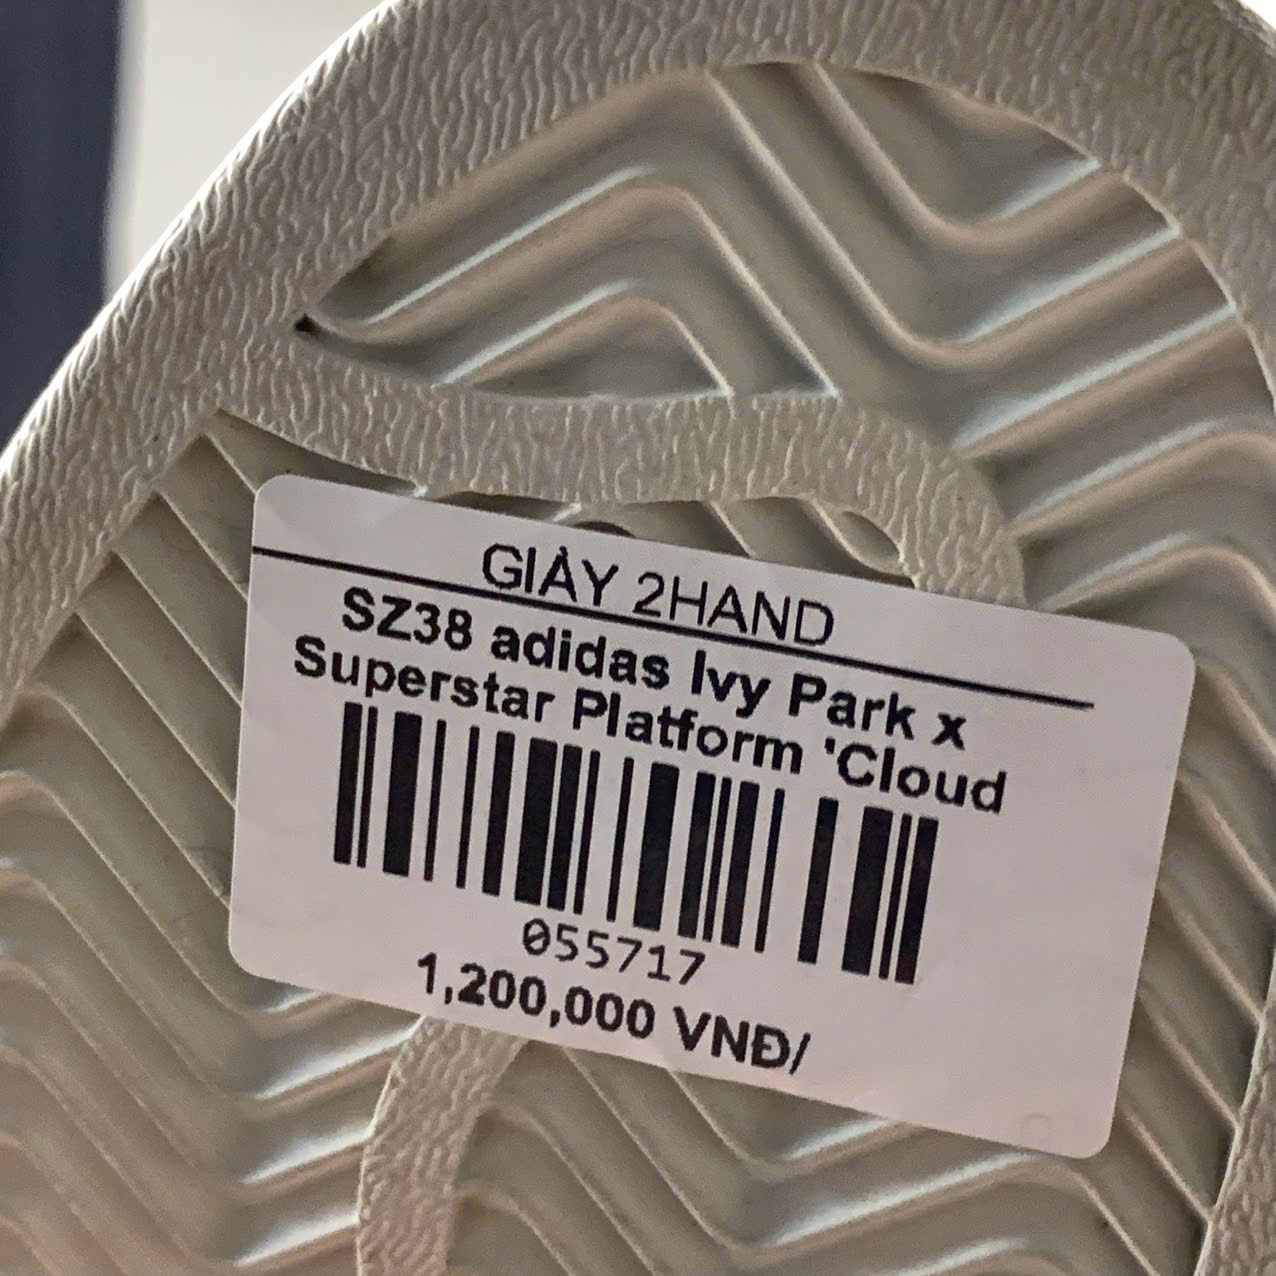 GIÀY 2HAND
SZ38 adidas Ivy Park x
Superstar Platform 'Cloud
055717
1,200,000 VNĐ/